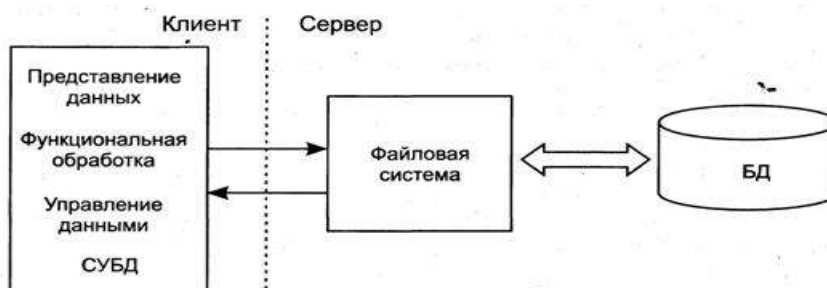 Клиент
Сервер
Представление
данных
Функциональная
обработка
Управление
данными
СУБД
Файловая
система
БД